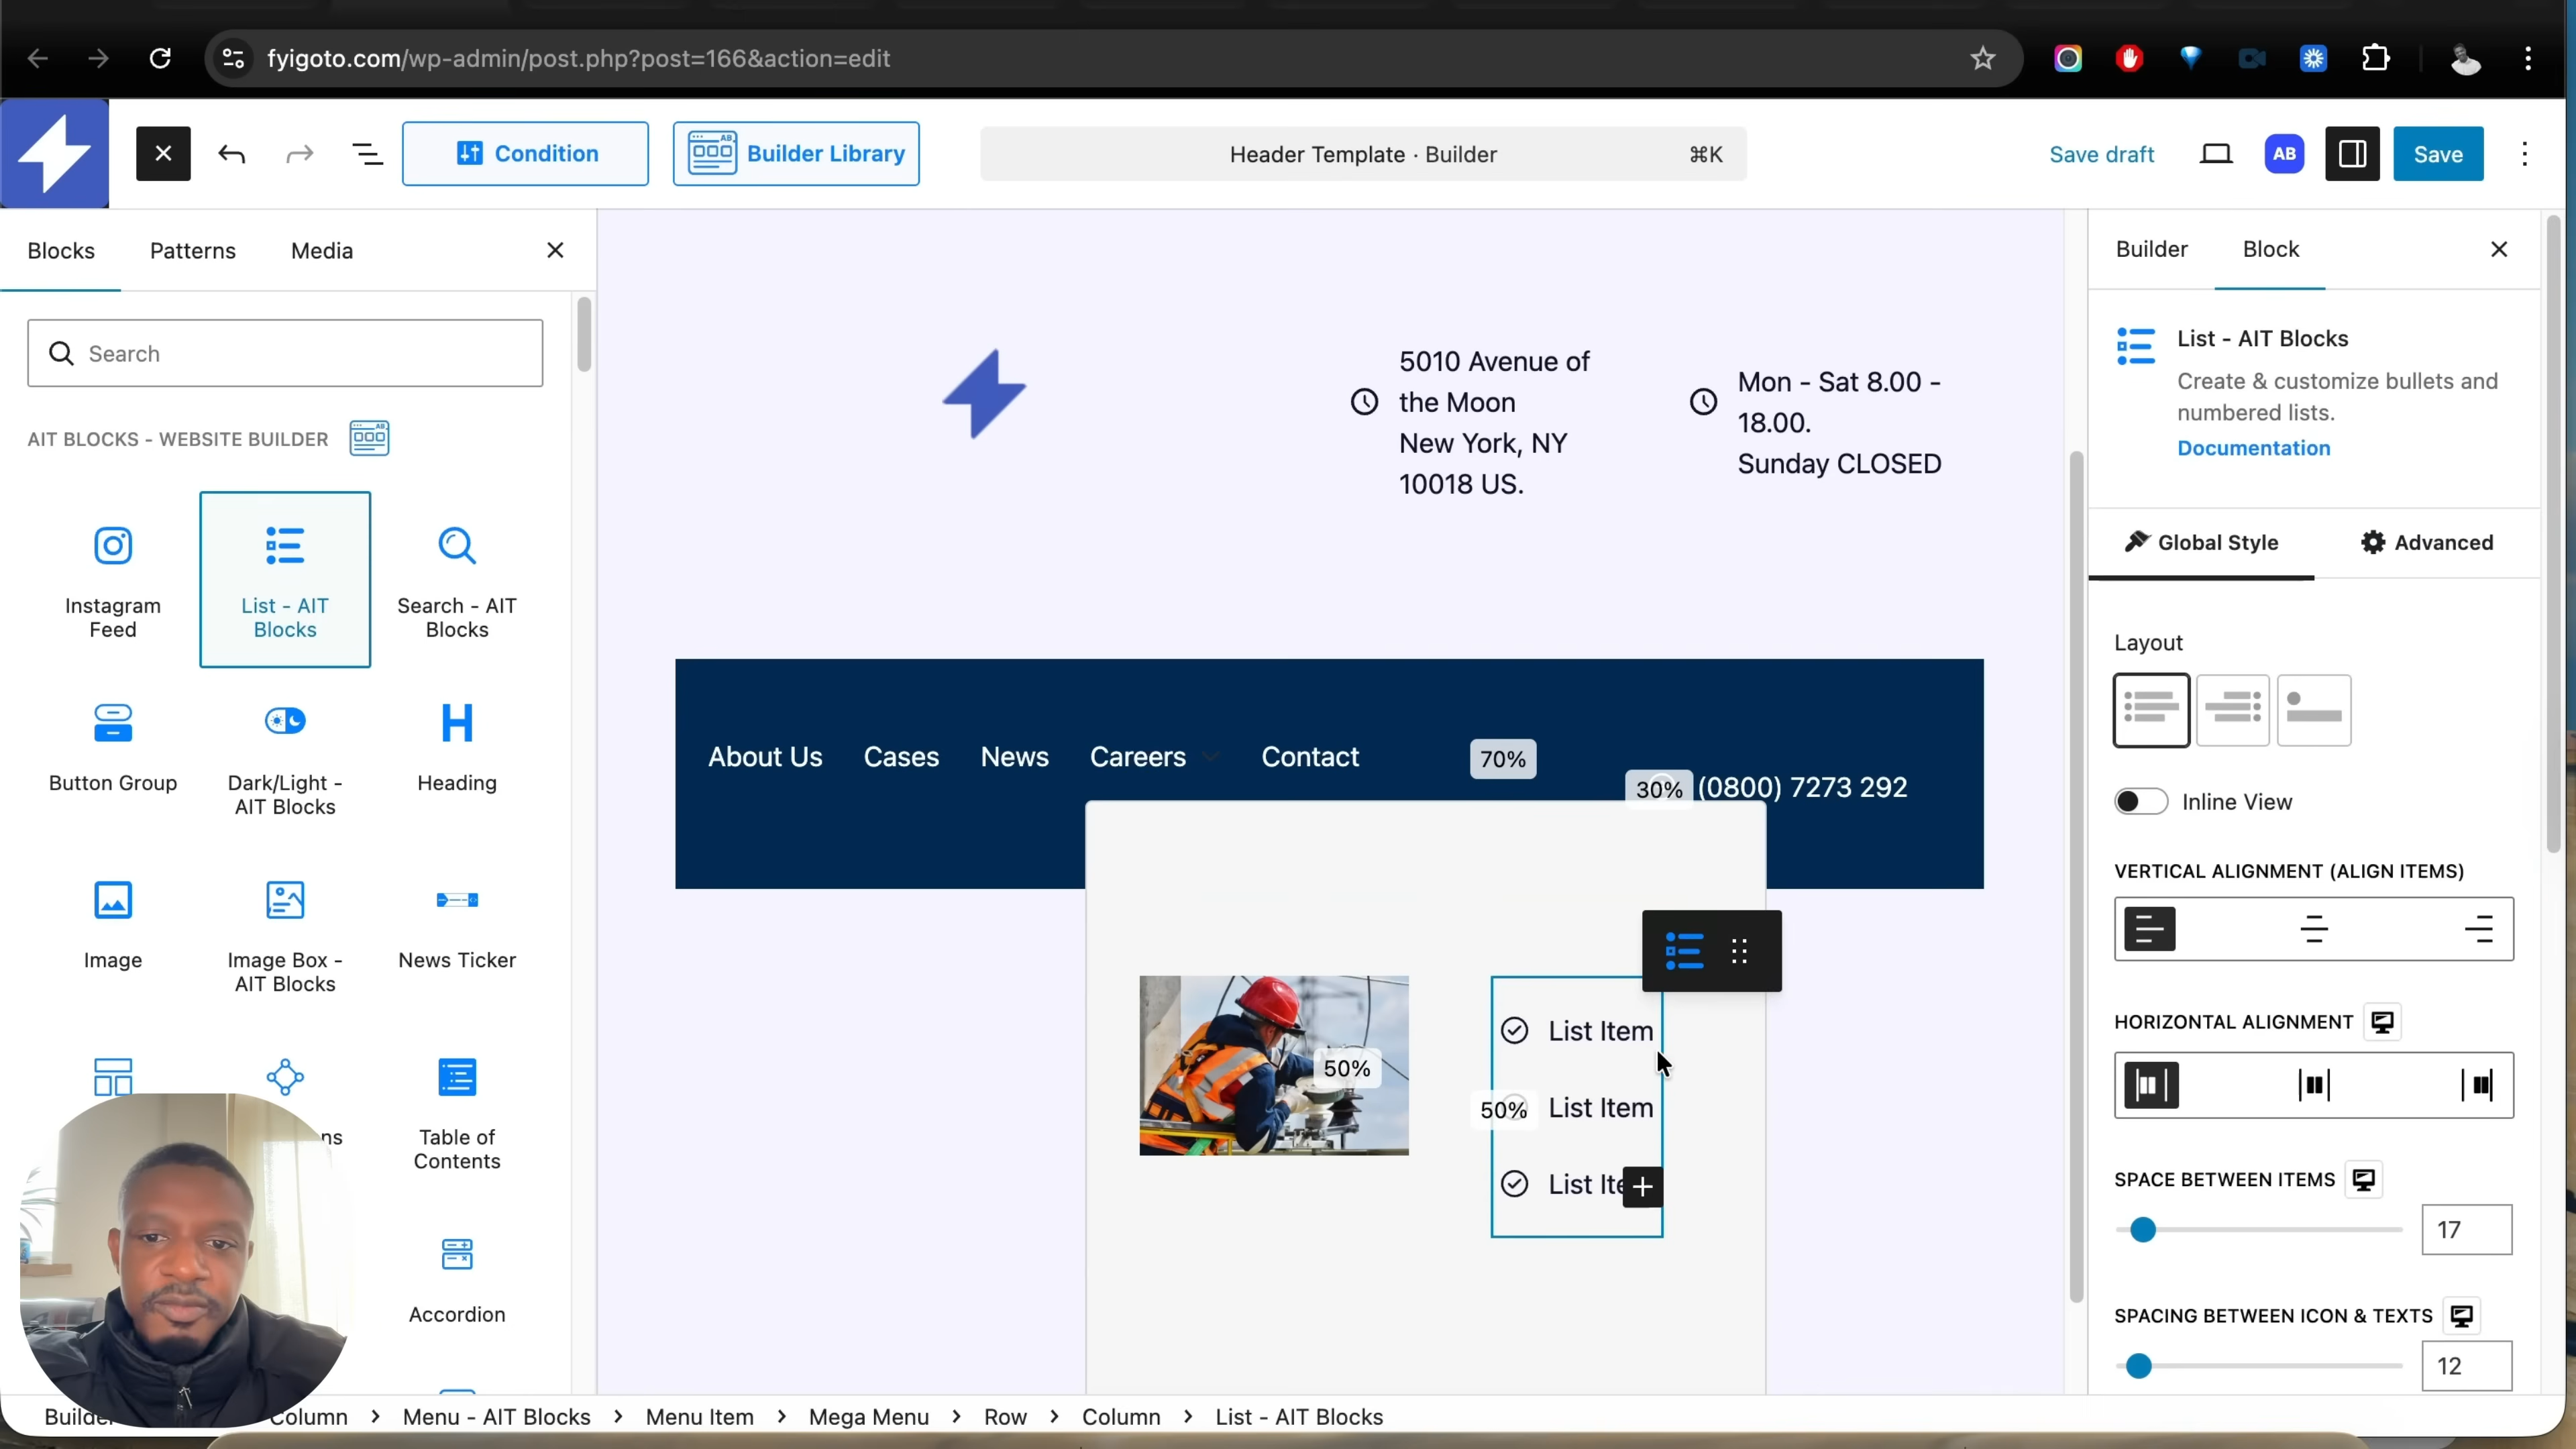 fyigoto.com/wp-admin/post.php?post=166&action=edit
Condition
AB
Builder Library
Header Template · Builder
⌘K
Save draft
AB
Save
Blocks
Patterns
Media
Search
AIT BLOCKS - WEBSITE BUILDER
AB
Instagram
Feed
List - AIT
Blocks
Search - AIT
Blocks
Button Group
Dark/Light -
AIT Blocks
Heading
Image
Image Box -
AIT Blocks
News Ticker
ns
Table of
Contents
Accordion
5010 Avenue of
the Moon
New York, NY
10018 US.
Mon - Sat 8.00 -
18.00.
Sunday CLOSED
About Us
Cases
News
Careers
Contact
70%
30%
(0800) 7273 292
50%
List Item
50%
List Item
List Ite
Builder
Block
List - AIT Blocks
Create & customize bullets and
numbered lists.
Documentation
Global Style
Advanced
Layout
Inline View
VERTICAL ALIGNMENT (ALIGN ITEMS)
HORIZONTAL ALIGNMENT
SPACE BETWEEN ITEMS
17
SPACING BETWEEN ICON & TEXTS
12
Builder
Column
Menu - AIT Blocks
Menu Item
Mega Menu
Row
Column
List - AIT Blocks